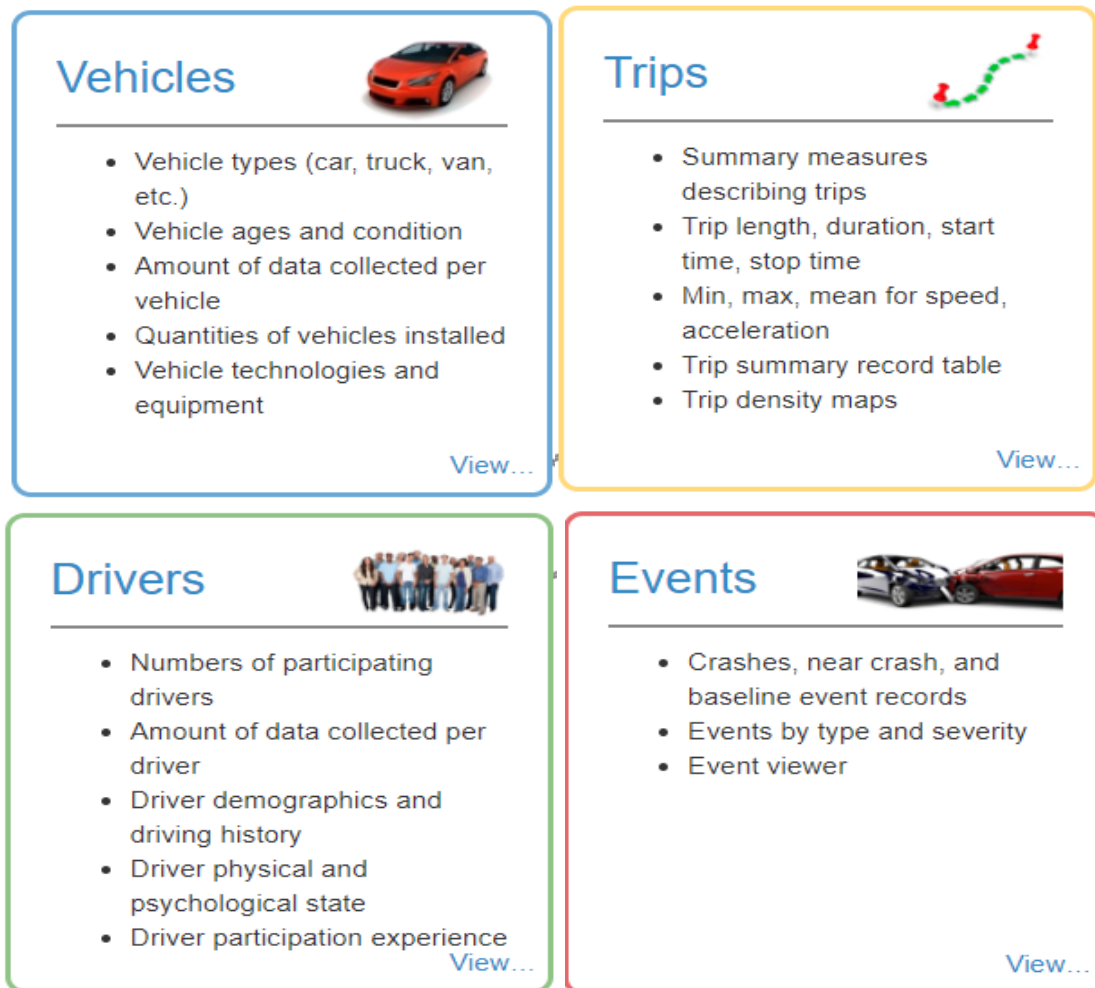 Vehicles
• Vehicle types (car, truck, van,
etc.)
• Vehicle ages and condition
• Amount of data collected per
vehicle
• Quantities of vehicles installed
• Vehicle technologies and
equipment
View...
Trips
• Summary measures
describing trips
• Trip length, duration, start
time, stop time
• Min, max, mean for speed,
acceleration
• Trip summary record table
• Trip density maps
View...
Drivers
• Numbers of participating
drivers
• Amount of data collected per
driver
• Driver demographics and
driving history
• Driver physical and
psychological state
• Driver participation experience
View...
Events
• Crashes, near crash, and
baseline event records
• Events by type and severity
• Event viewer
View...